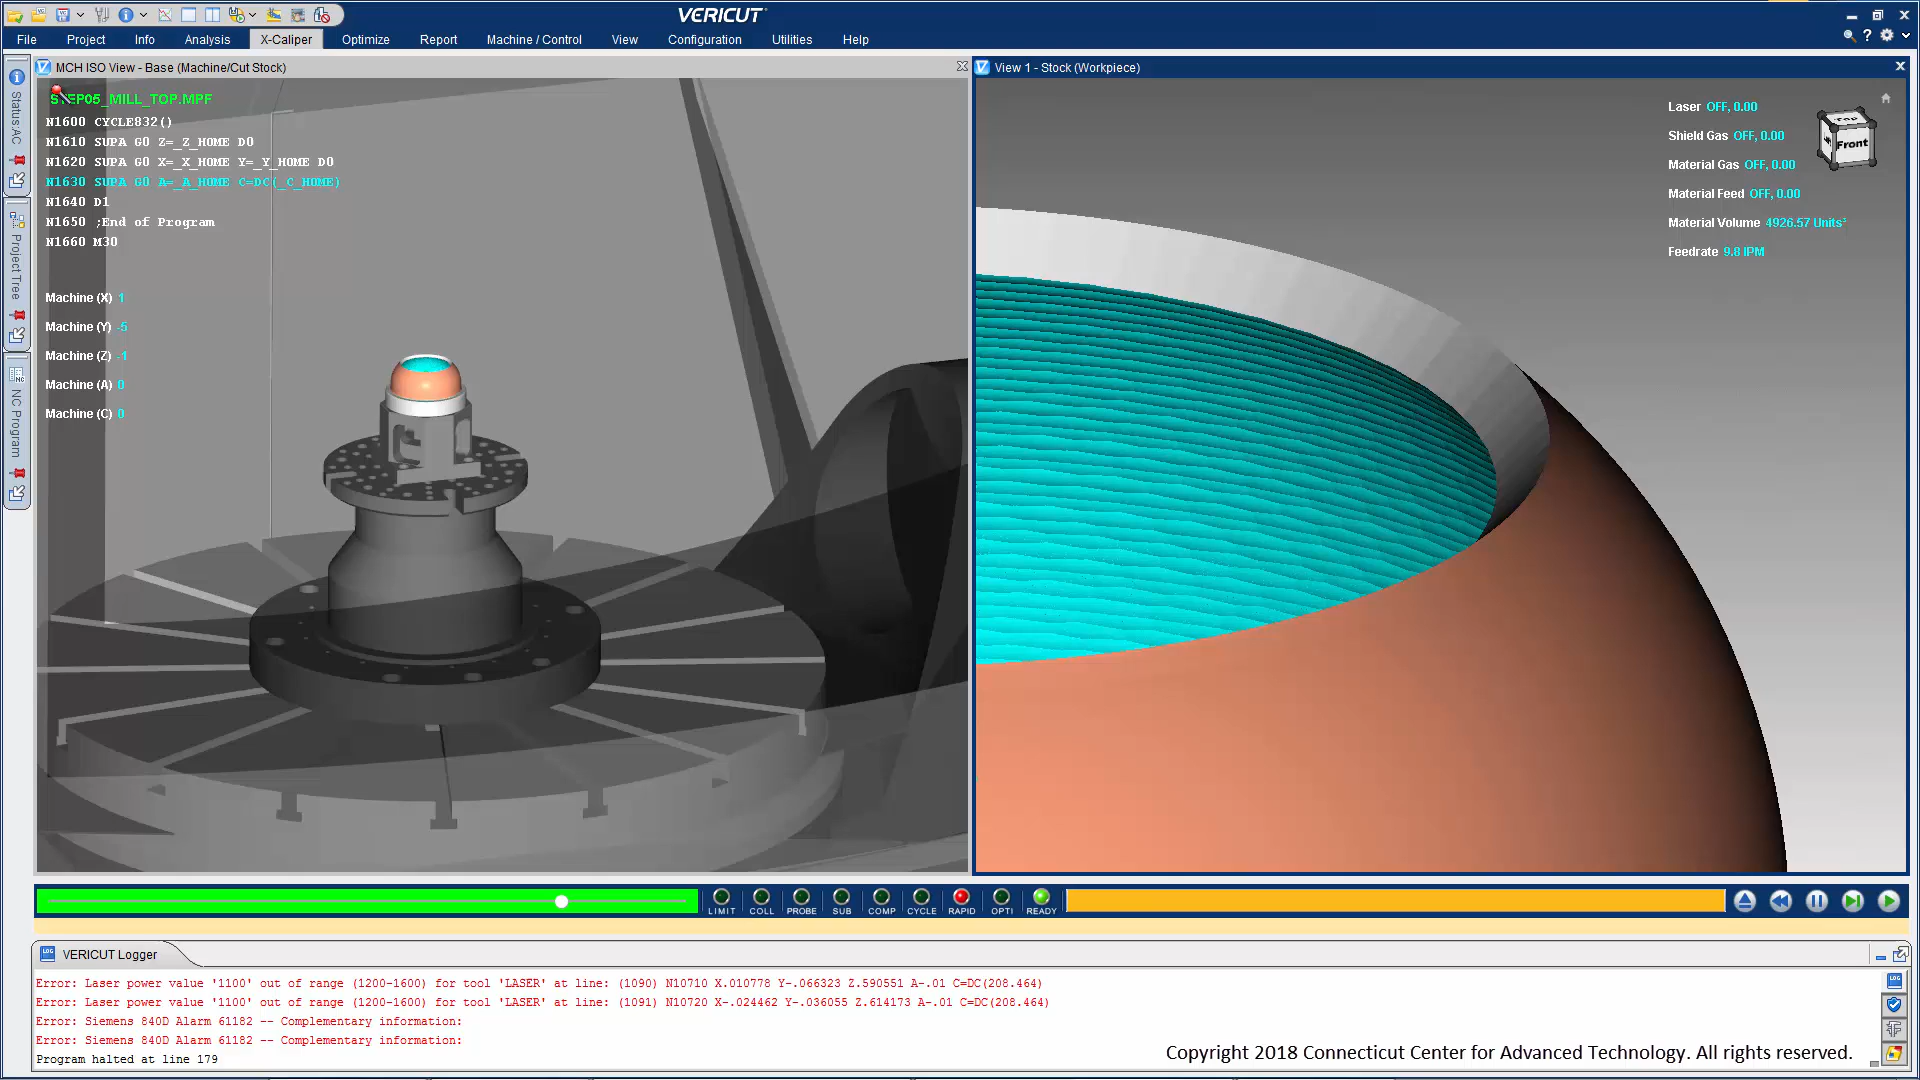 VERICUT
File Project Info Analysis X-Caliper Optimize Report Machine / Control View Configuration Utilities Help
MCH ISO View - Base (Machine/Cut Stock)
View 1 - Stock (Workpiece)
Status:AC
Project Tree
NC Program
STEP05_MILL_TOP.MPF
N1600 CYCLE832()
N1610 SUPA G0 Z=_Z_HOME D0
N1620 SUPA G0 X=_X_HOME Y=_Y_HOME D0
N1630 SUPA G0 A=_A_HOME C=DC(_C_HOME)
N1640 D1
N1650 ;End of Program
N1660 M30
Machine (X) 1
Machine (Y) -5
Machine (Z) -1
Machine (A) 0
Machine (C) 0
Laser OFF, 0.00
Shield Gas OFF, 0.00
Material Gas OFF, 0.00
Material Feed OFF, 0.00
Material Volume 4926.57 Units³
Feedrate 9.8 IPM
Top
Front
LIMIT COLL PROBE SUB COMP CYCLE RAPID OPTI READY
LOG VERICUT Logger
Error: Laser power value '1100' out of range (1200-1600) for tool 'LASER' at line: (1090) N10710 X.010778 Y-.066323 Z.590551 A-.01 C=DC(208.464)
Error: Laser power value '1100' out of range (1200-1600) for tool 'LASER' at line: (1091) N10720 X-.024462 Y-.036055 Z.614173 A-.01 C=DC(208.464)
Error: Siemens 840D Alarm 61182 -- Complementary information:
Error: Siemens 840D Alarm 61182 -- Complementary information:
Program halted at line 179
Copyright 2018 Connecticut Center for Advanced Technology. All rights reserved.